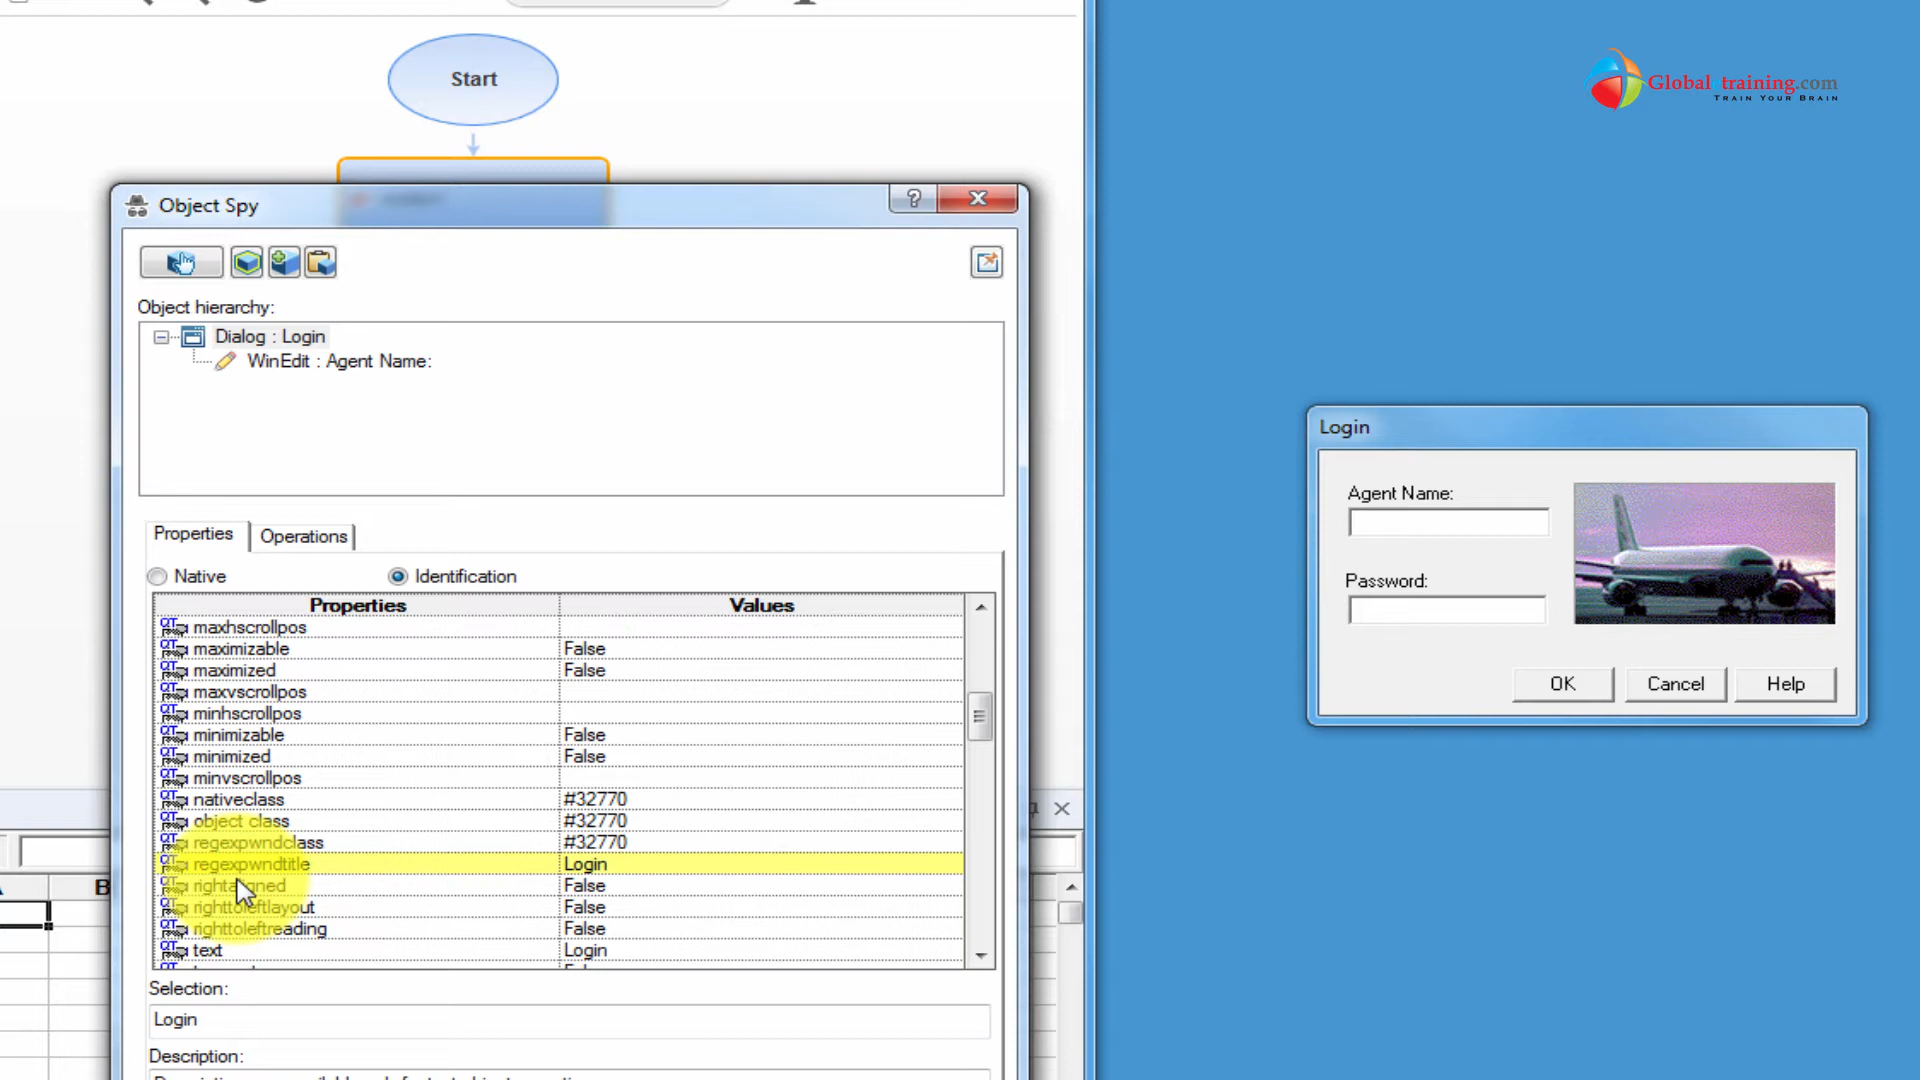 Start
Global training.com
TRAIN YOUR BRAIN
Object Spy
?
Object hierarchy:
Dialog : Login
WinEdit : Agent Name:
Properties
Operations
Native
Identification
Properties Values
maxhscrollpos
maximizable False
maximized False
maxvscrollpos
minhscrollpos
minimizable False
minimized False
minvscrollpos
nativeclass #32770
object class #32770
regexpwndclass #32770
regexpwndtitle Login
rightaligned False
righttoleftlayout False
righttoleftreading False
text Login
Selection:
Login
Description:
B
Login
Agent Name:
Password:
OK
Cancel
Help